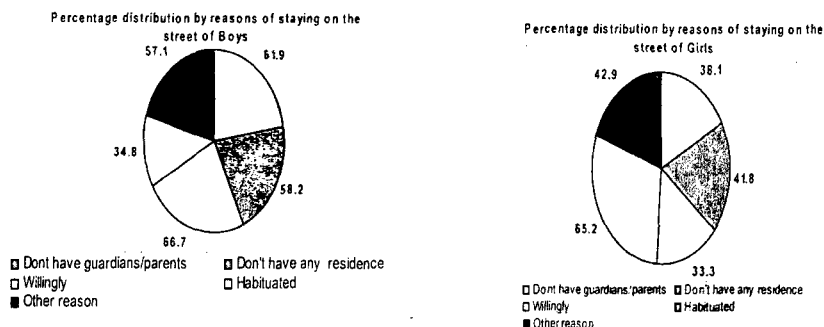 Percentage distribution by reasons of staying on the
street of Boys
57.1
61.9
34.8
58.2
66.7
Dont have guardians/parents Don't have any residence
Willingly Habituated
Other reason
Percentage distribution by reasons of staying on the
street of Girls
42.9
38.1
41.8
65.2
33.3
Dont have guardians/parents Don't have any residence
Willingly Habituated
Other reason